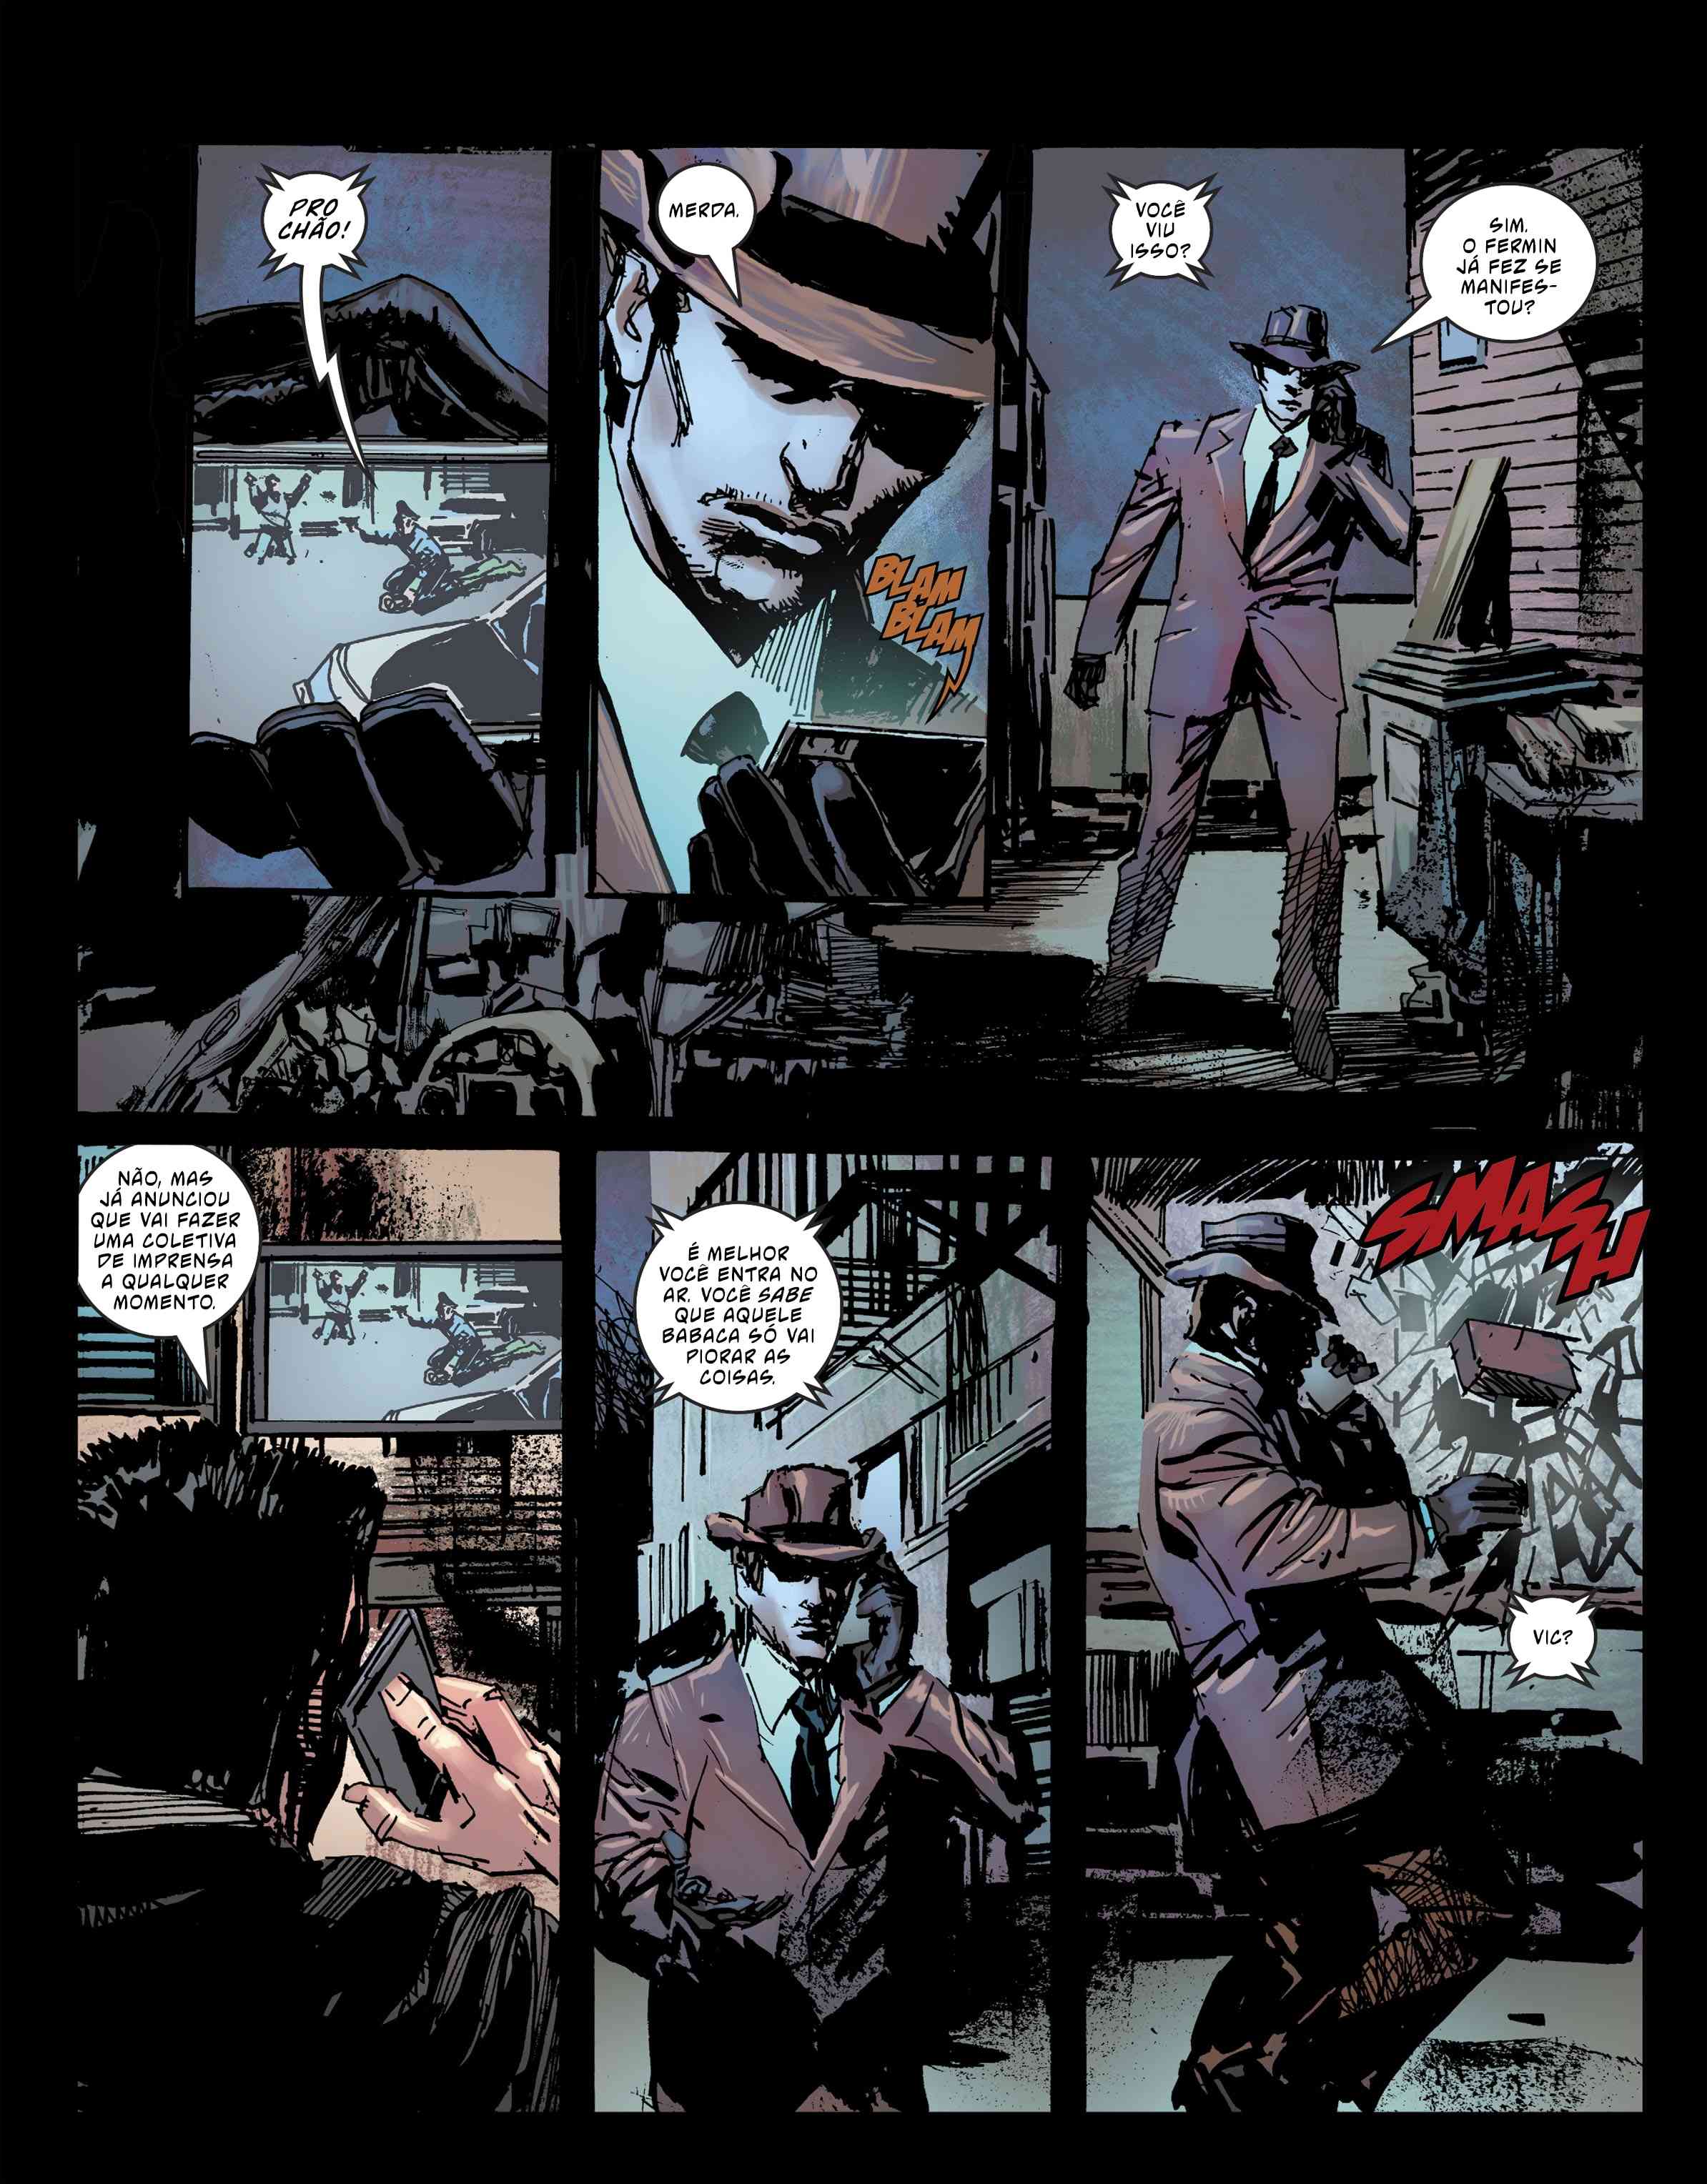 PRO
CHÃO!
MERDA.
BLAM
BLAM
VOCÊ
VIU
ISSO?
SIM.
O FERMIN
JÁ FEZ SE
MANIFES-
TOU?
NÃO, MAS
JÁ ANUNCIOU
QUE VAI FAZER
UMA COLETIVA
DE IMPRENSA
A QUALQUER
MOMENTO.
É MELHOR
VOCÊ ENTRA NO
AR. VOCÊ SABE
QUE AQUELE
BABACA SÓ VAI
PIORAR AS
COISAS.
SMASH
VIC?